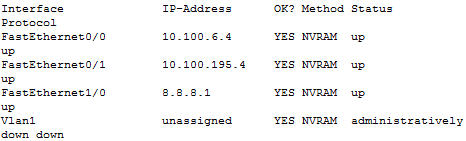 Interface IP-Address OK? Method Status
Protocol
FastEthernet0/0 10.100.6.4 YES NVRAM up
up
FastEthernet0/1 10.100.195.4 YES NVRAM up
up
FastEthernet1/0 8.8.8.1 YES NVRAM up
up
Vlan1 unassigned YES NVRAM administratively
down down